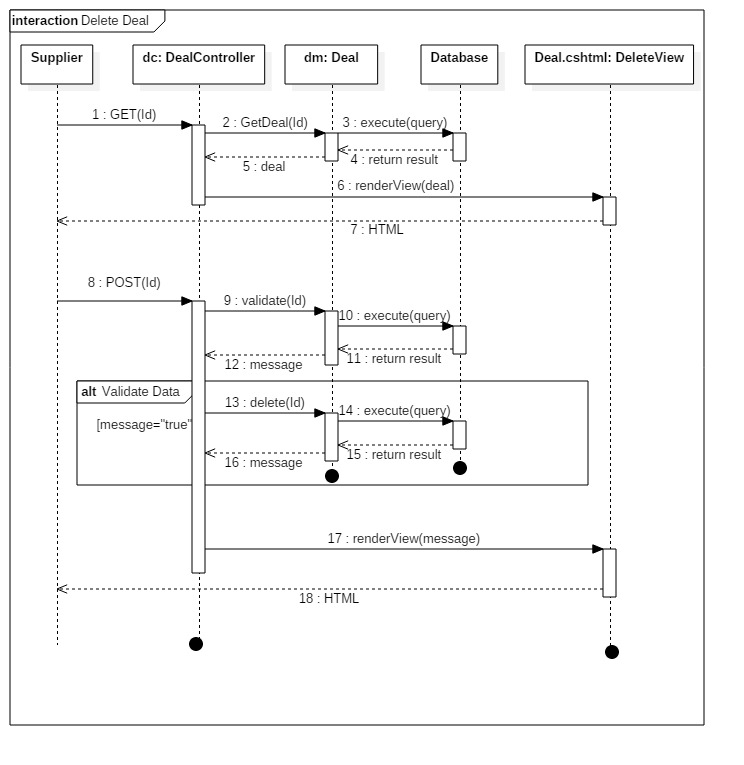 interaction Delete Deal
Supplier
dc: DealController
dm: Deal
Database
Deal.cshtml: DeleteView
1 : GET(Id)
2 : GetDeal(Id)
3 : execute(query)
4 : return result
5 : deal
6 : renderView(deal)
7 : HTML
8 : POST(Id)
9 : validate(Id)
10 : execute(query)
11 : return result
12 : message
alt Validate Data
13 : delete(Id)
14 : execute(query)
[message="true"
15 : return result
16 : message
17 : renderView(message)
18 : HTML